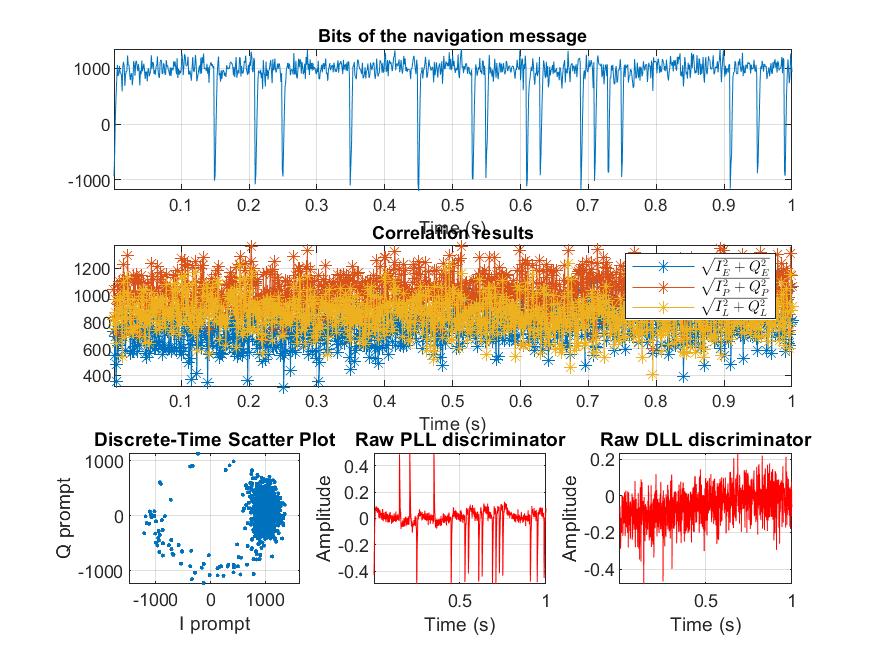 Bits of the navigation message
1000
0
-1000
0.1 0.2 0.3 0.4 0.5 0.6 0.7 0.8 0.9 1
Time (s)
Correlation results
1200
1000
800
600
400
√I_E^2 + Q_E^2
√I_P^2 + Q_P^2
√I_L^2 + Q_L^2
0.1 0.2 0.3 0.4 0.5 0.6 0.7 0.8 0.9 1
Time (s)
Discrete-Time Scatter Plot
Q prompt
1000
0
-1000
-1000 0 1000
I prompt
Raw PLL discriminator
Amplitude
0.4
0.2
0
-0.2
-0.4
0.5 1
Time (s)
Raw DLL discriminator
Amplitude
0.2
0
-0.2
-0.4
0.5 1
Time (s)